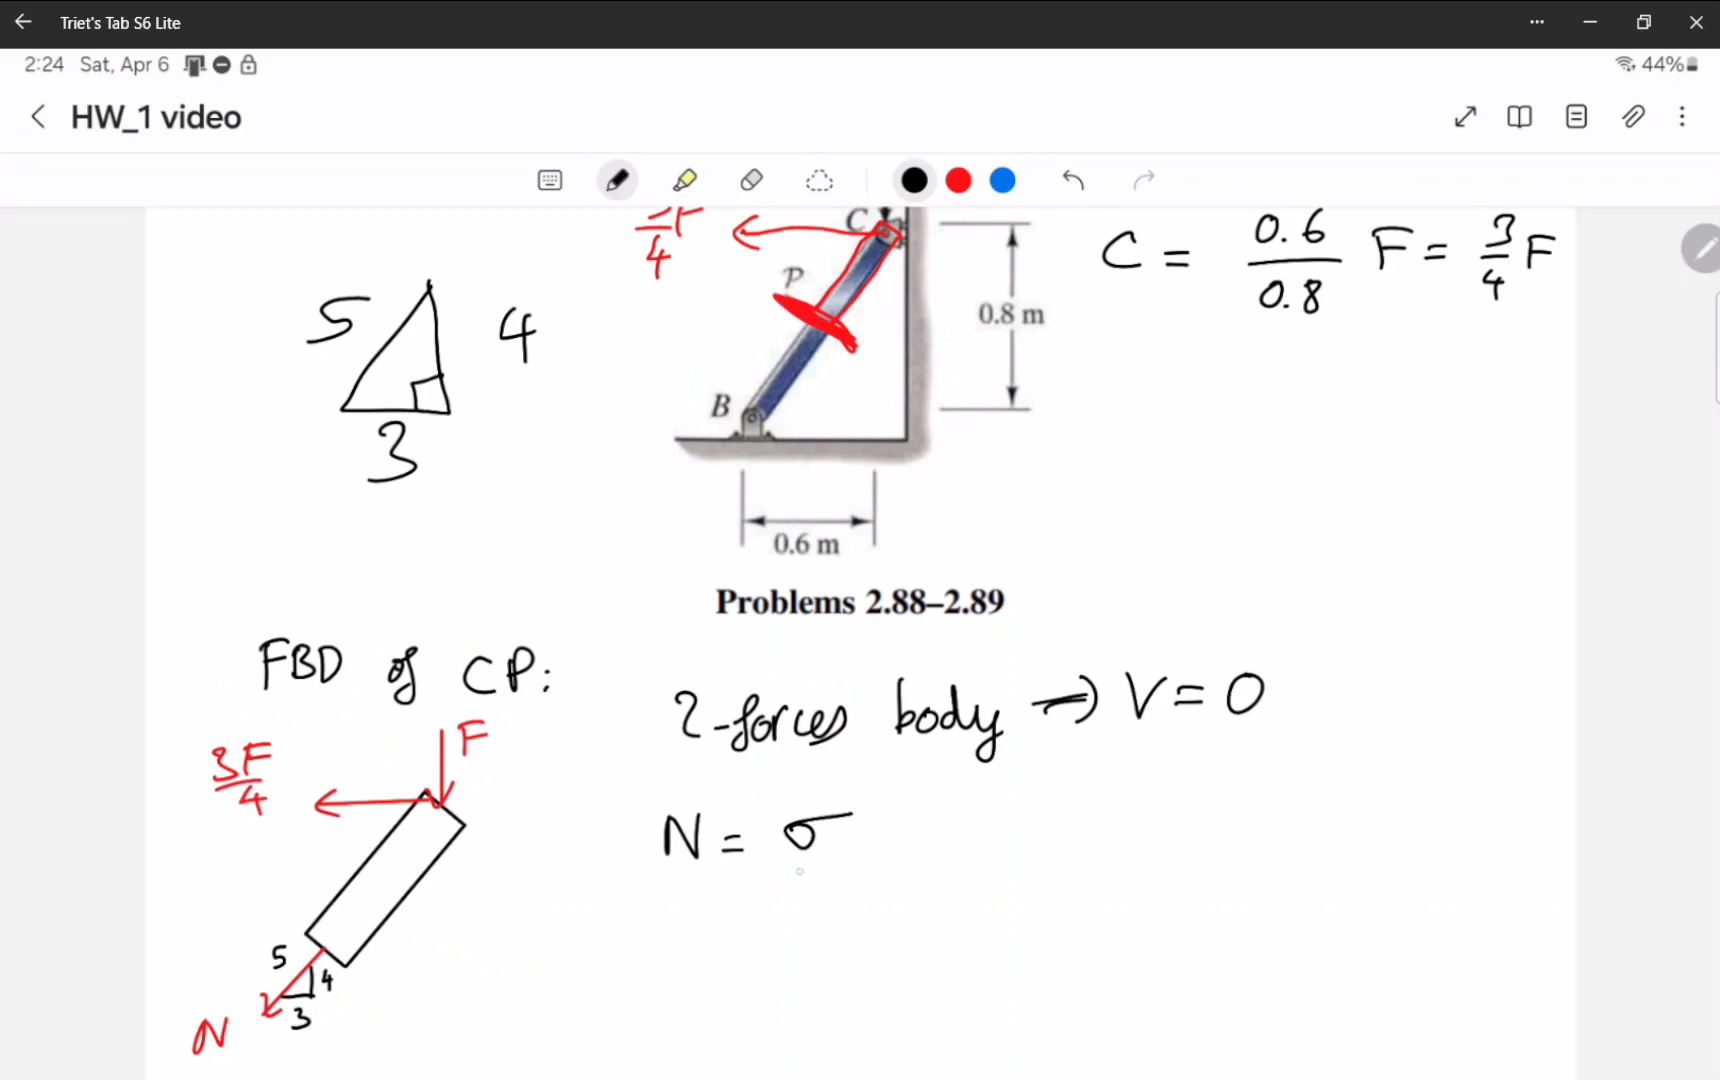 Triet's Tab S6 Lite
2:24 Sat, Apr 6
44%
HW_1 video
C
4
C = 0.6/0.8 F = 3/4 F
5
4
P
0.8 m
B
3
0.6 m
Problems 2.88–2.89
FBD of CP:
2-forces body → V = 0
F
3F/4
N = σ
5
4
3
N